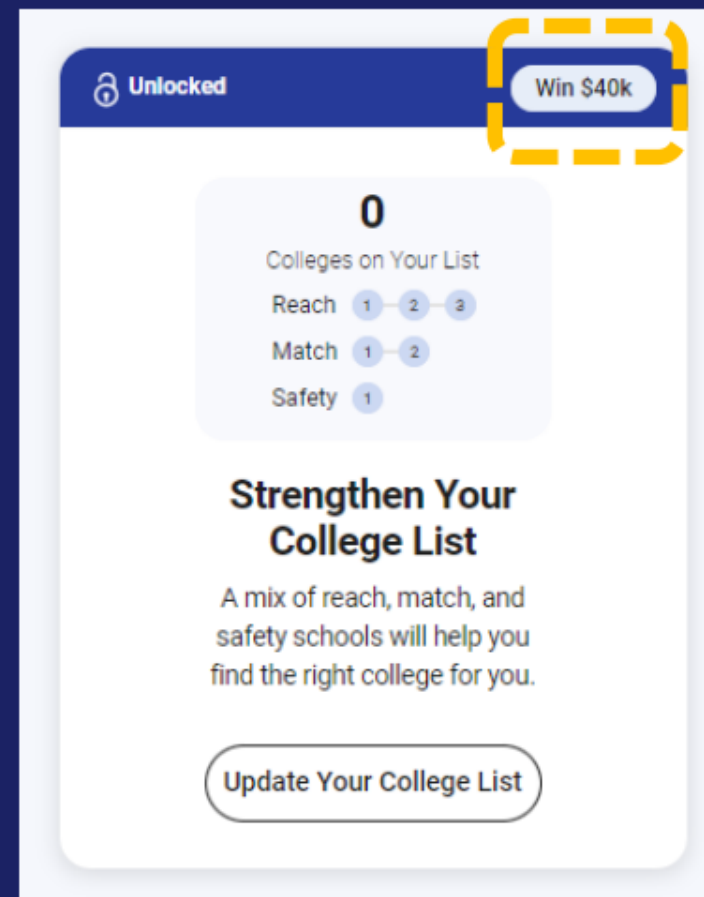 Unlocked
Win $40k
0
Colleges on Your List
Reach 1 2 3
Match 1 2
Safety 1
Strengthen Your
College List
A mix of reach, match, and
safety schools will help you
find the right college for you.
Update Your College List